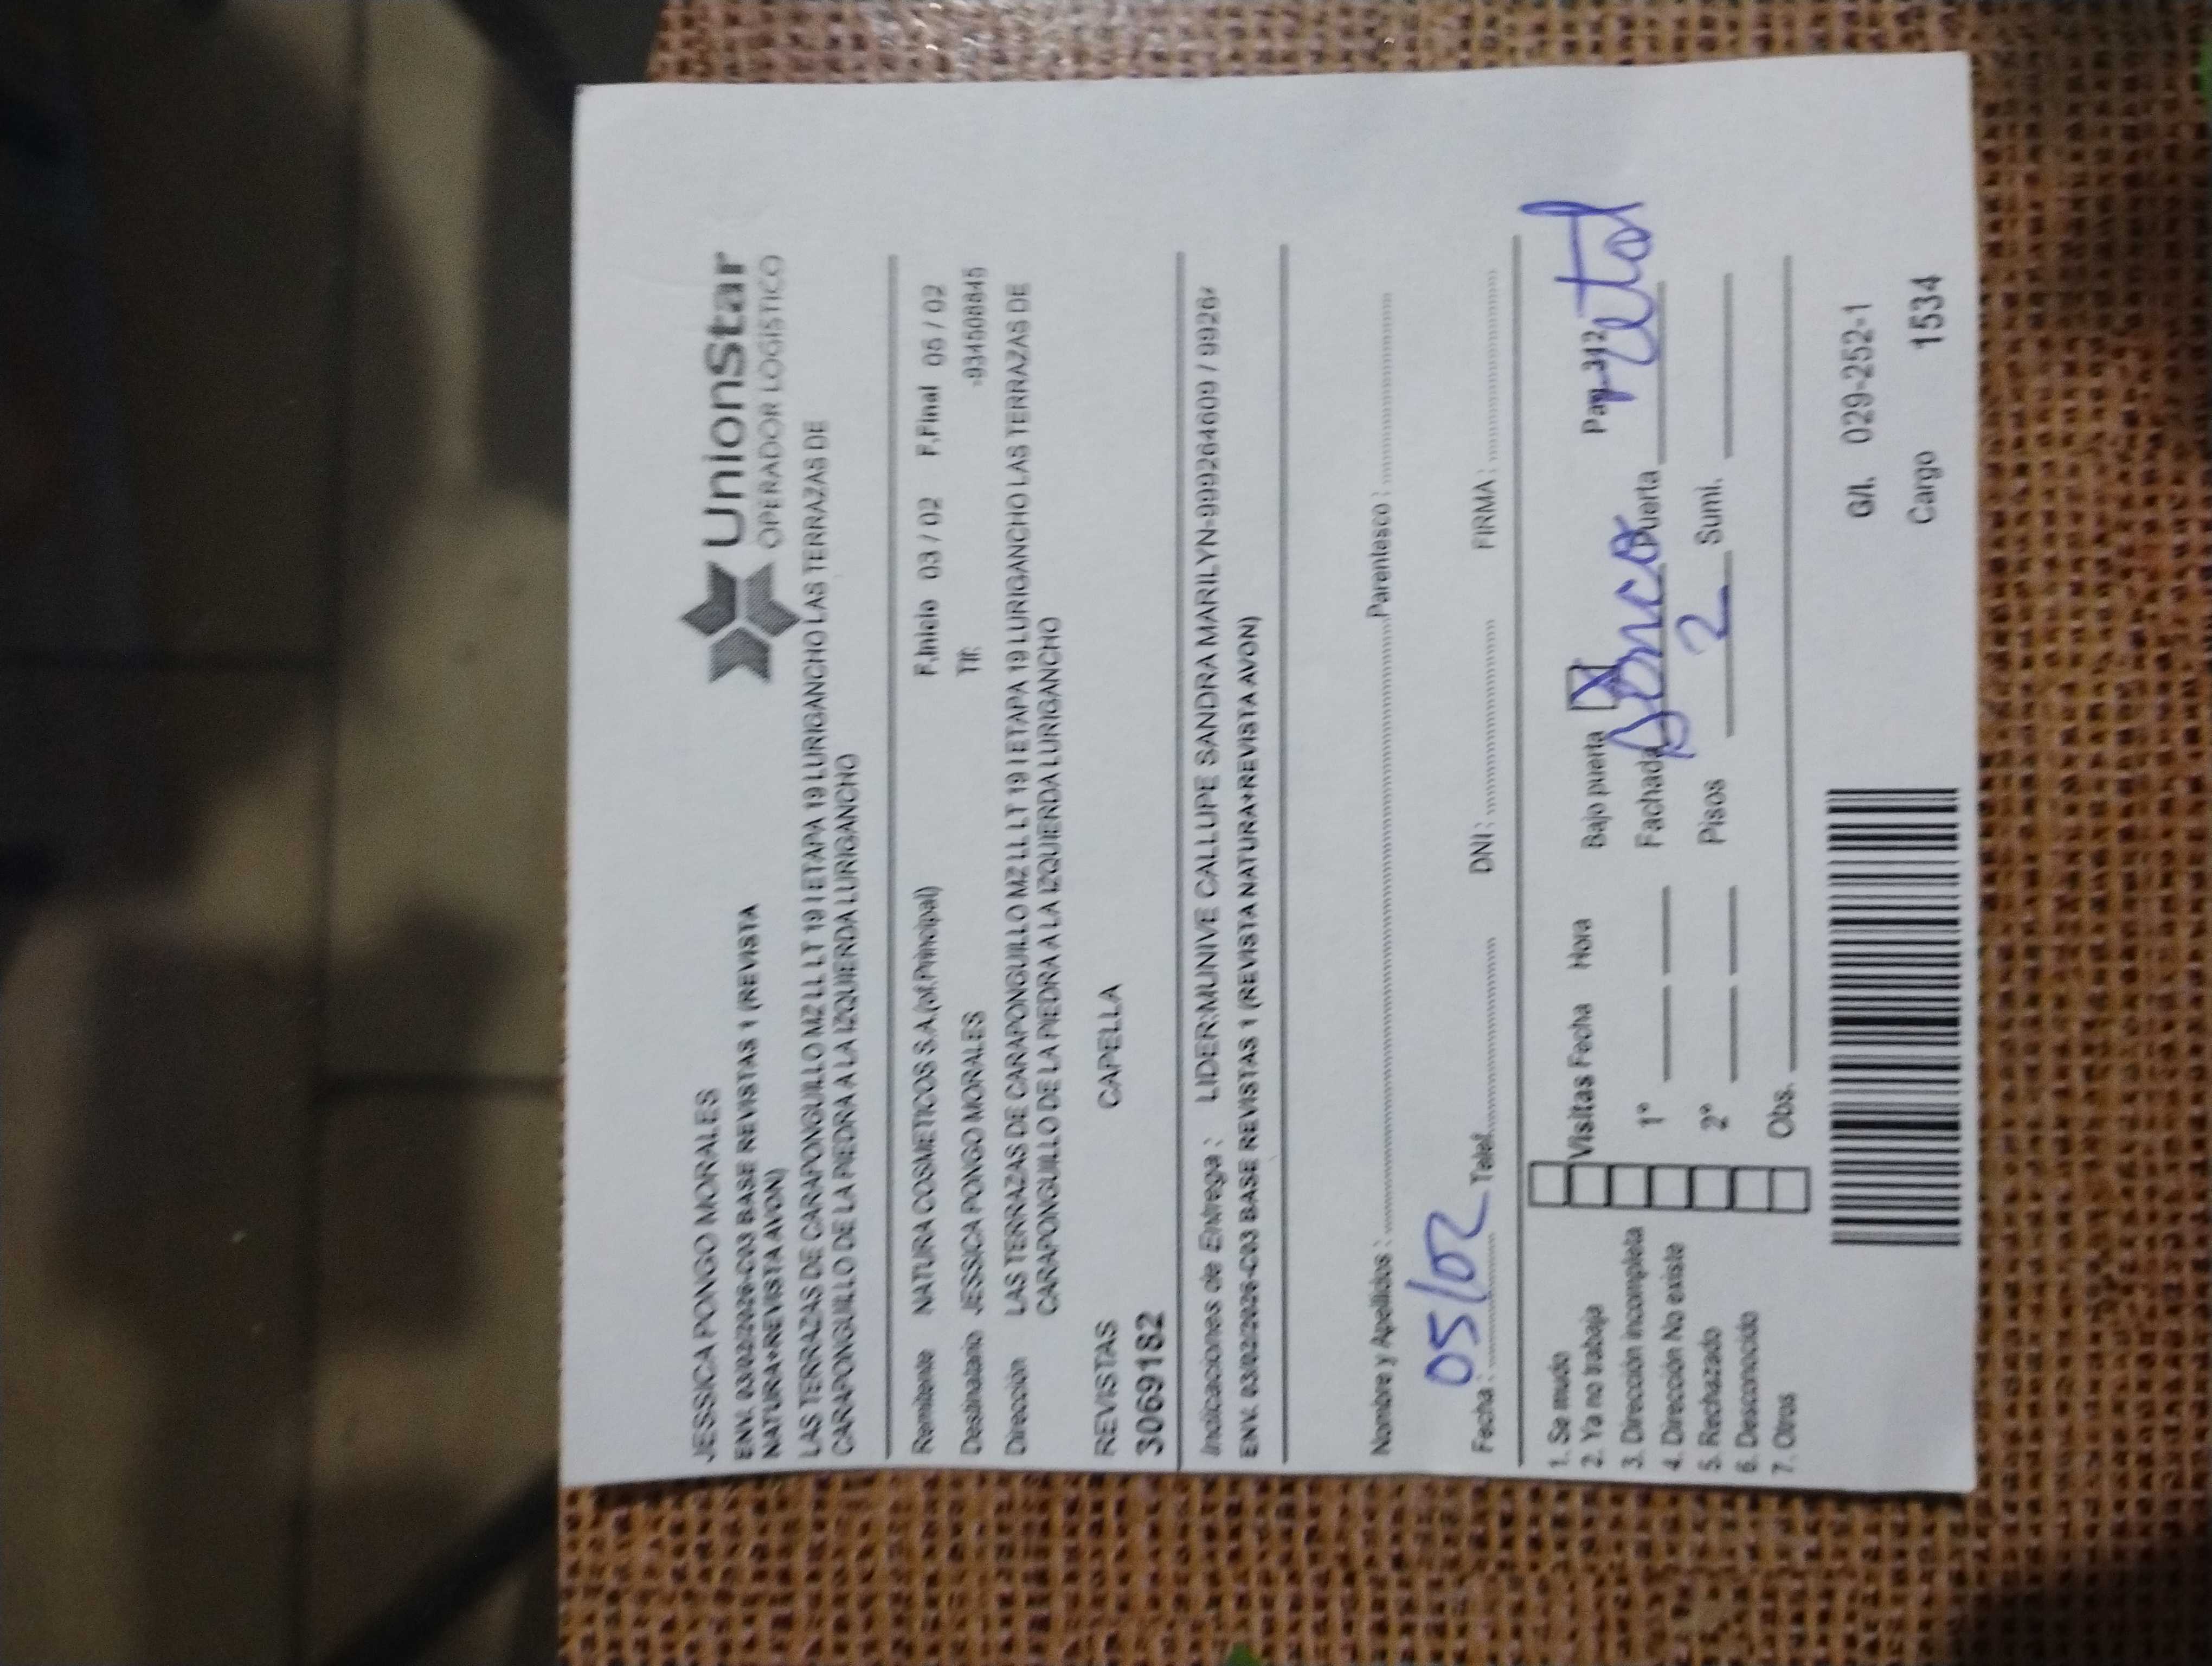 JESSICA PONGO MORALES
UnionStar
OPERADOR LOGISTICO
ENV. 03/02/2026-C03 BASE REVISTAS 1 (REVISTA
NATURA+REVISTA AVON)
LAS TERRAZAS DE CARAPONGUILLO MZ LL LT 19 I ETAPA 19 LURIGANCHO LAS TERRAZAS DE
CARAPONGUILLO DE LA PIEDRA A LA IZQUIERDA LURIGANCHO
Remitente NATURA COSMETICOS S.A.(of.Principal) F.Inicio 03 / 02 F.Final 05 / 02
Destinatario JESSICA PONGO MORALES Tlf. -934508845
Dirección LAS TERRAZAS DE CARAPONGUILLO MZ LL LT 19 I ETAPA 19 LURIGANCHO LAS TERRAZAS DE
CARAPONGUILLO DE LA PIEDRA A LA IZQUIERDA LURIGANCHO
REVISTAS CAPELLA
3069182
Indicaciones de Entrega : LIDER:MUNIVE CALLUPE SANDRA MARILYN-999264609 / 99926
ENV. 03/02/2026-C03 BASE REVISTAS 1 (REVISTA NATURA+REVISTA AVON)
Nombre y Apellidos : Parentesco :
Fecha : 05/02 Telef. DNI : FIRMA :
1. Se mudo
2. Ya no trabaja
3. Dirección incompleta
4. Dirección No existe
5. Rechazado
6. Desconocido
7. Otros
Visitas Fecha Hora Bajo puerta X Pag. 312
1° Fachada Puerta
2° Pisos 2 Sumi.
Obs.
G/I. 029-252-1
Cargo 1534